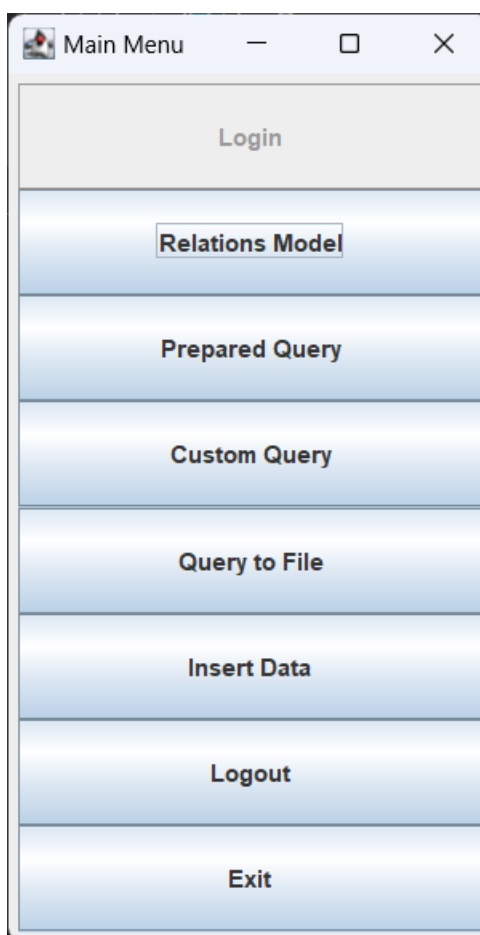 Main Menu
Login
Relations Model
Prepared Query
Custom Query
Query to File
Insert Data
Logout
Exit